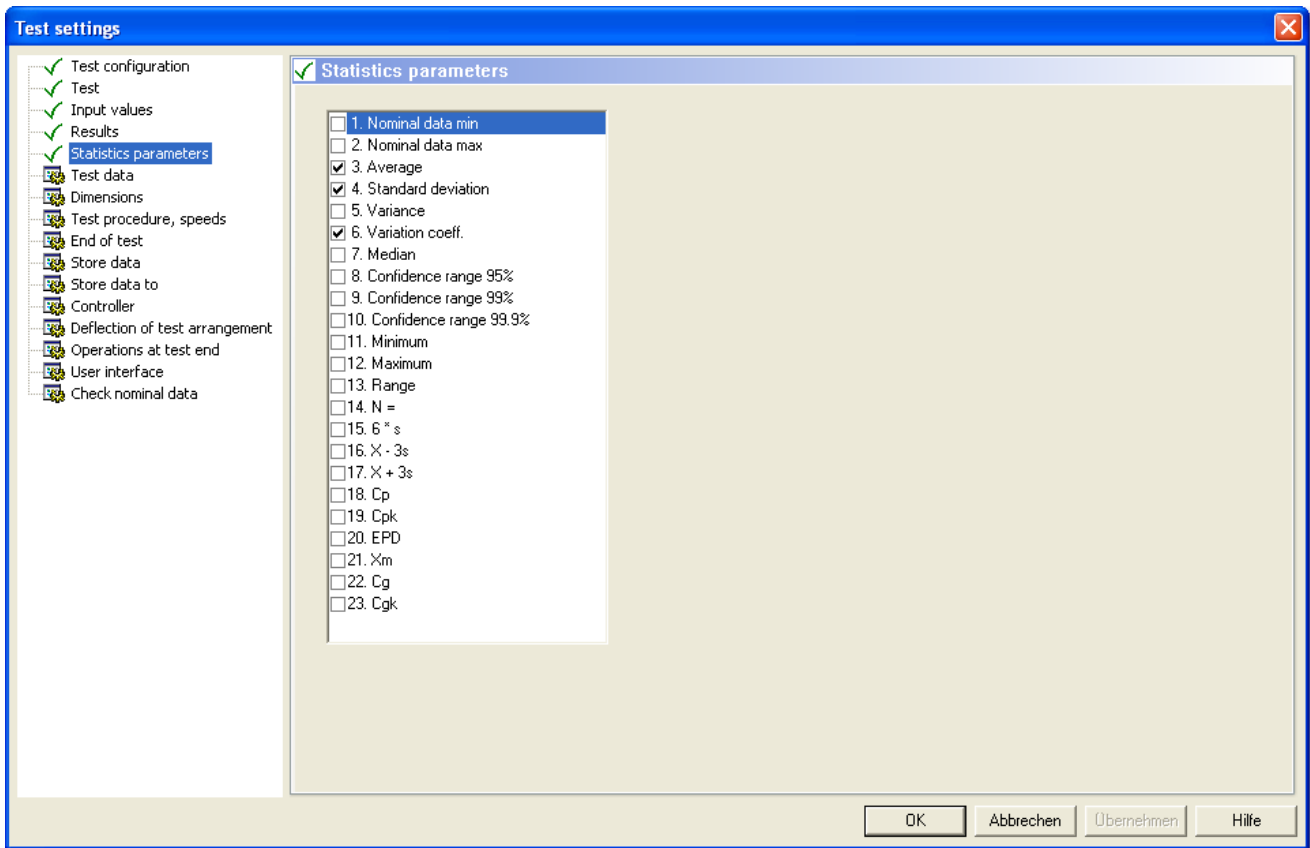 Test settings
Test configuration
Test
Input values
Results
Statistics parameters
Test data
Dimensions
Test procedure, speeds
End of test
Store data
Store data to
Controller
Deflection of test arrangement
Operations at test end
User interface
Check nominal data
Statistics parameters
1. Nominal data min
2. Nominal data max
3. Average
4. Standard deviation
5. Variance
6. Variation coeff.
7. Median
8. Confidence range 95%
9. Confidence range 99%
10. Confidence range 99.9%
11. Minimum
12. Maximum
13. Range
14. N =
15. 6 * s
16. X - 3s
17. X + 3s
18. Cp
19. Cpk
20. EPD
21. Xm
22. Cg
23. Cgk
OK Abbrechen Übernehmen Hilfe